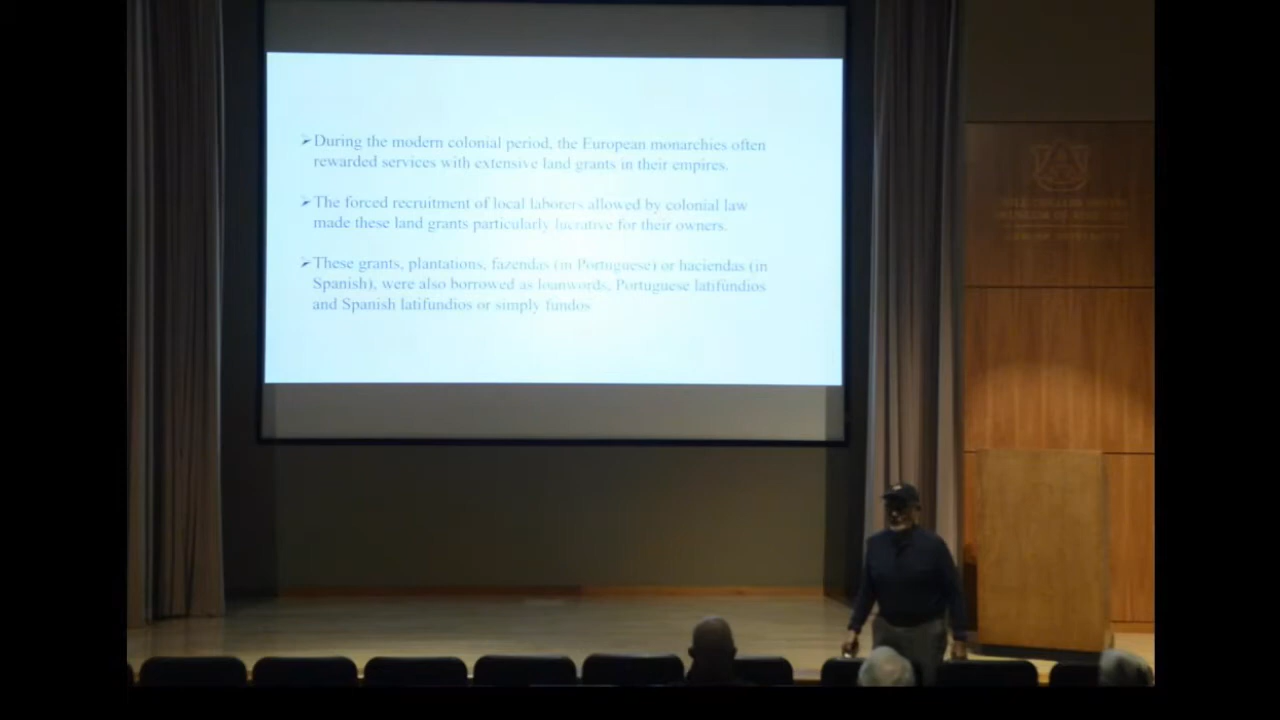 ➢During the modern colonial period, the European monarchies often
rewarded services with extensive land grants in their empires.
➢The forced recruitment of local laborers allowed by colonial law
made these land grants particularly lucrative for their owners.
➢These grants, plantations, fazendas (in Portuguese) or haciendas (in
Spanish), were also borrowed as loanwords, Portuguese latifúndios
and Spanish latifundios or simply fundos